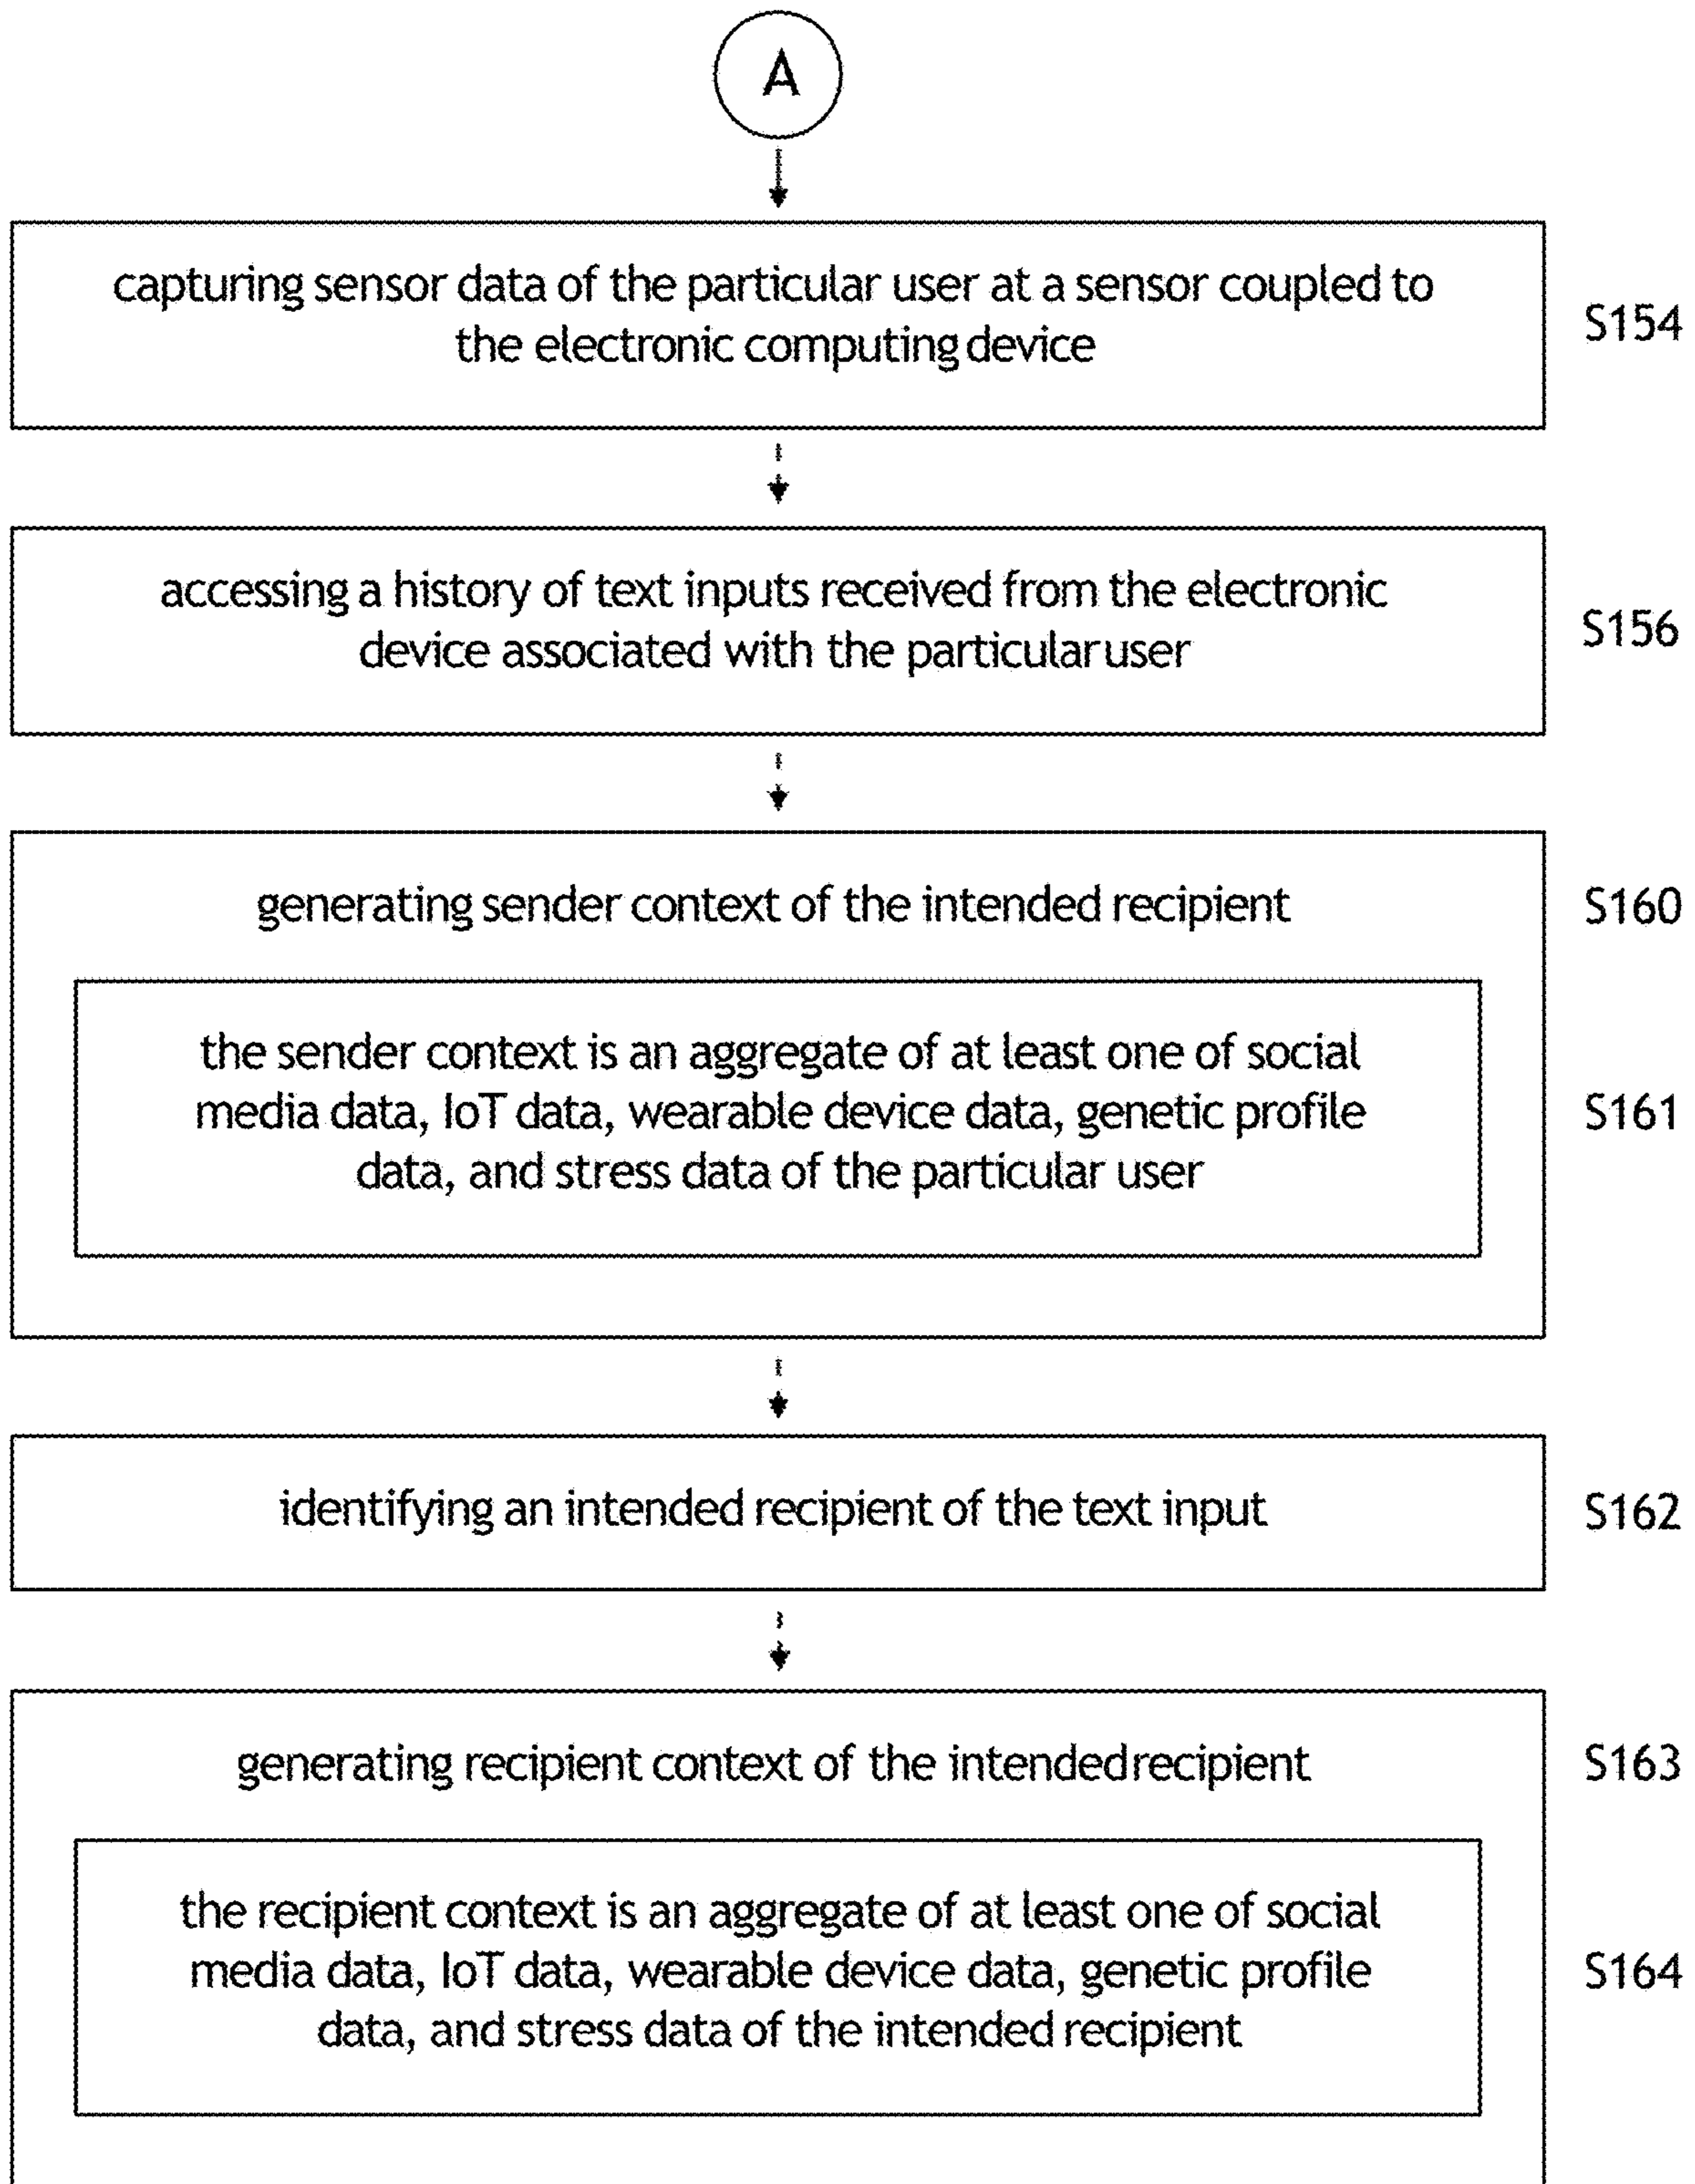 A
capturing sensor data of the particular user at a sensor coupled to
the electronic computing device
S154
accessing a history of text inputs received from the electronic
device associated with the particular user
S156
generating sender context of the intended recipient
S160
the sender context is an aggregate of at least one of social
media data, IoT data, wearable device data, genetic profile
data, and stress data of the particular user
S161
identifying an intended recipient of the text input
S162
generating recipient context of the intended recipient
S163
the recipient context is an aggregate of at least one of social
media data, IoT data, wearable device data, genetic profile
data, and stress data of the intended recipient
S164